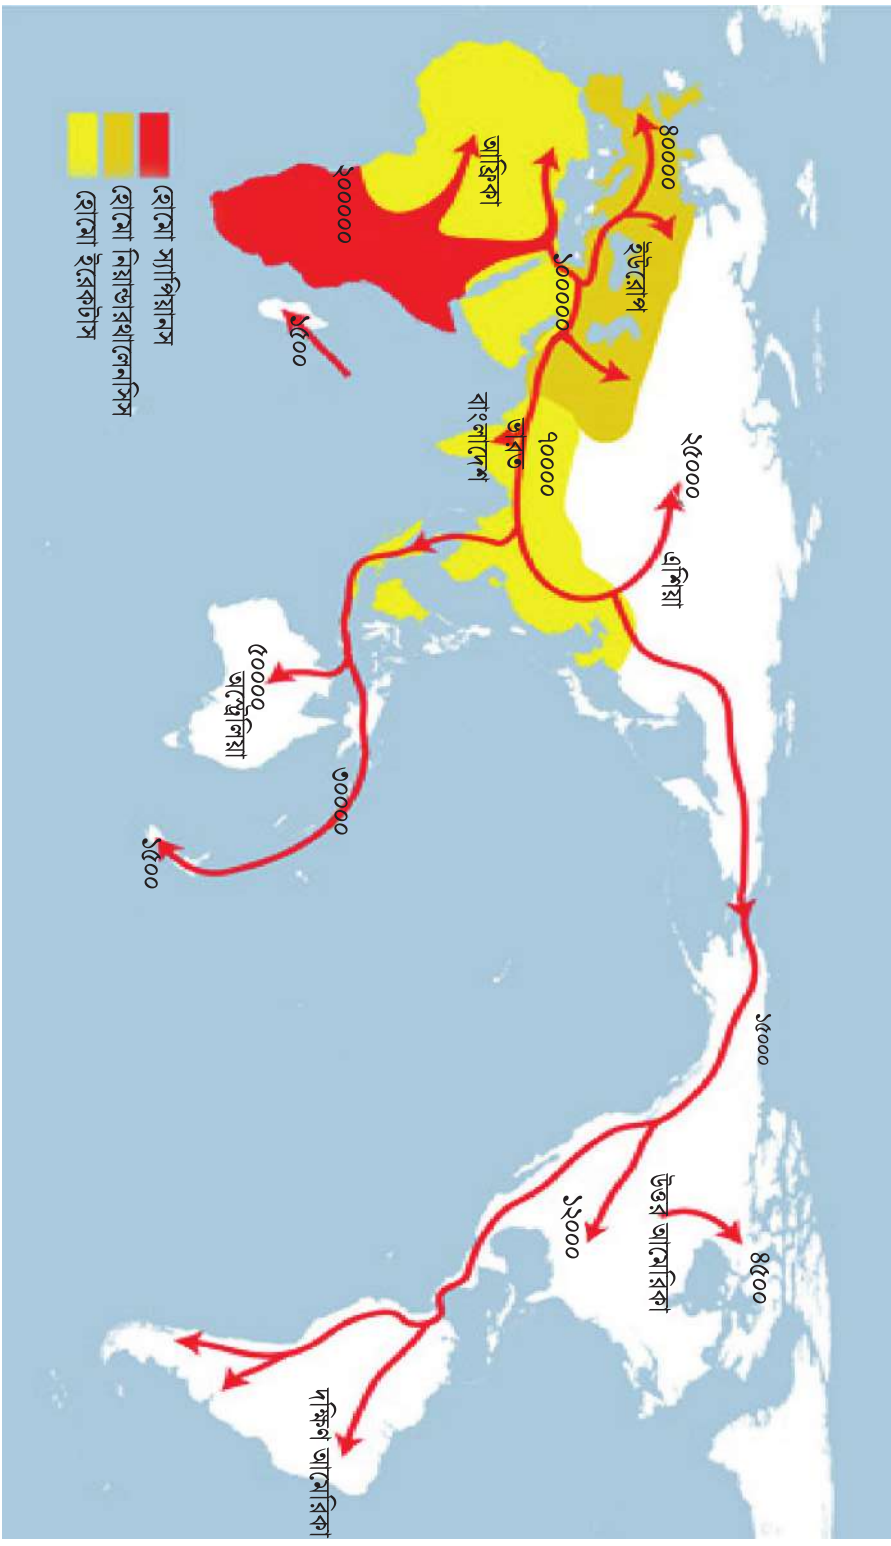 ১৫০০০
৪৫০০
২৫০০০
৪০০০০
এশিয়া
উত্তর আমেরিকা
ইউরোপ
১২০০০
১০০০০০
৭০০০০
ভারত
আফ্রিকা
বাংলাদেশ
২০০০০০
৩০০০০
দক্ষিণ আমেরিকা
১৫০০
৫০০০০
অস্ট্রেলিয়া
১৫০০
হোমো স্যাপিয়ানস
হোমো নিয়ান্ডারথালেনসিস
হোমো ইরেকটাস